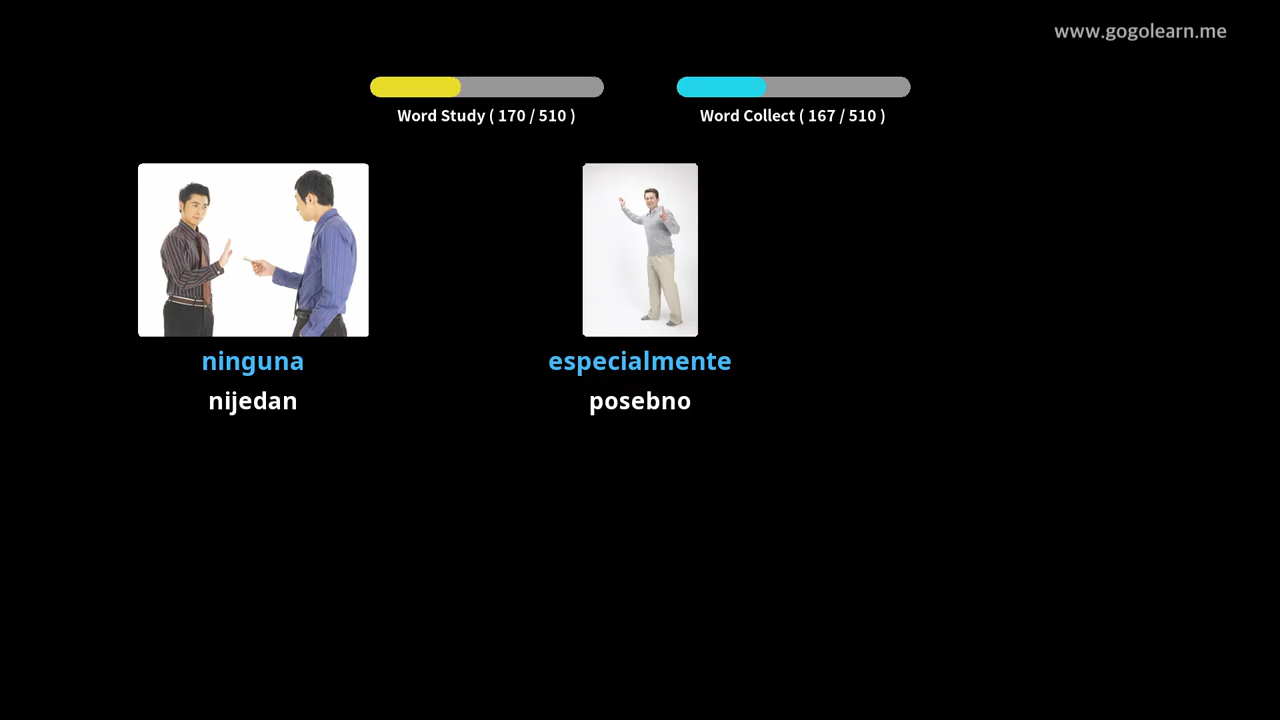 www.gogolearn.me
Word Study ( 170 / 510 )
Word Collect ( 167 / 510 )
ninguna
nijedan
especialmente
posebno